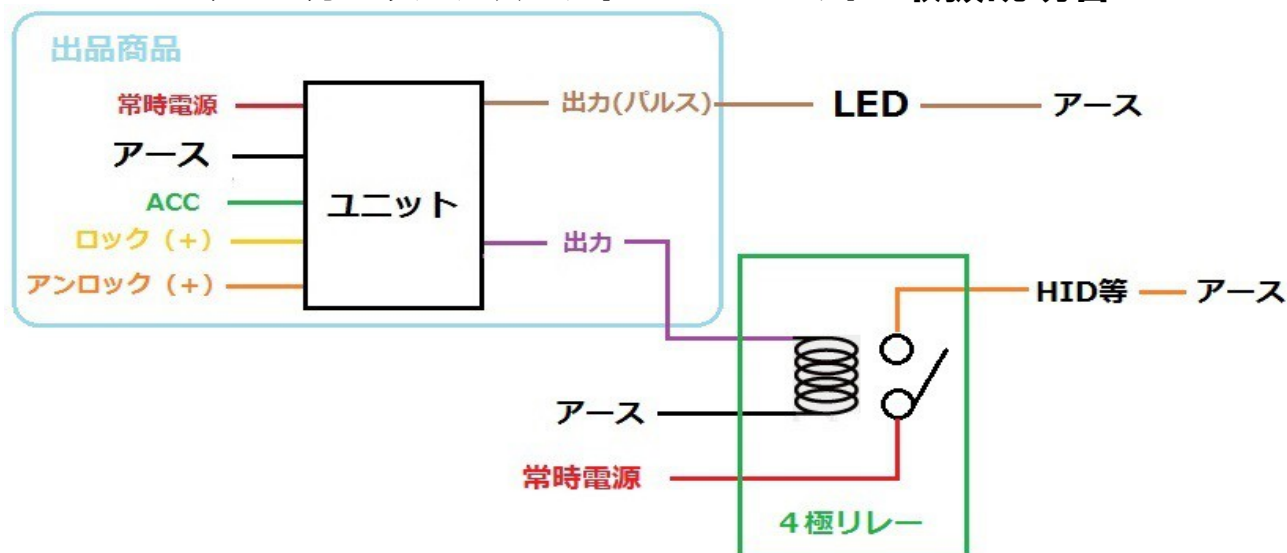 出品商品
常時電源
アース
ACC
ロック（+）
アンロック（+）
ユニット
出力(パルス)
LED
アース
出力
HID等
アース
アース
常時電源
４極リレー